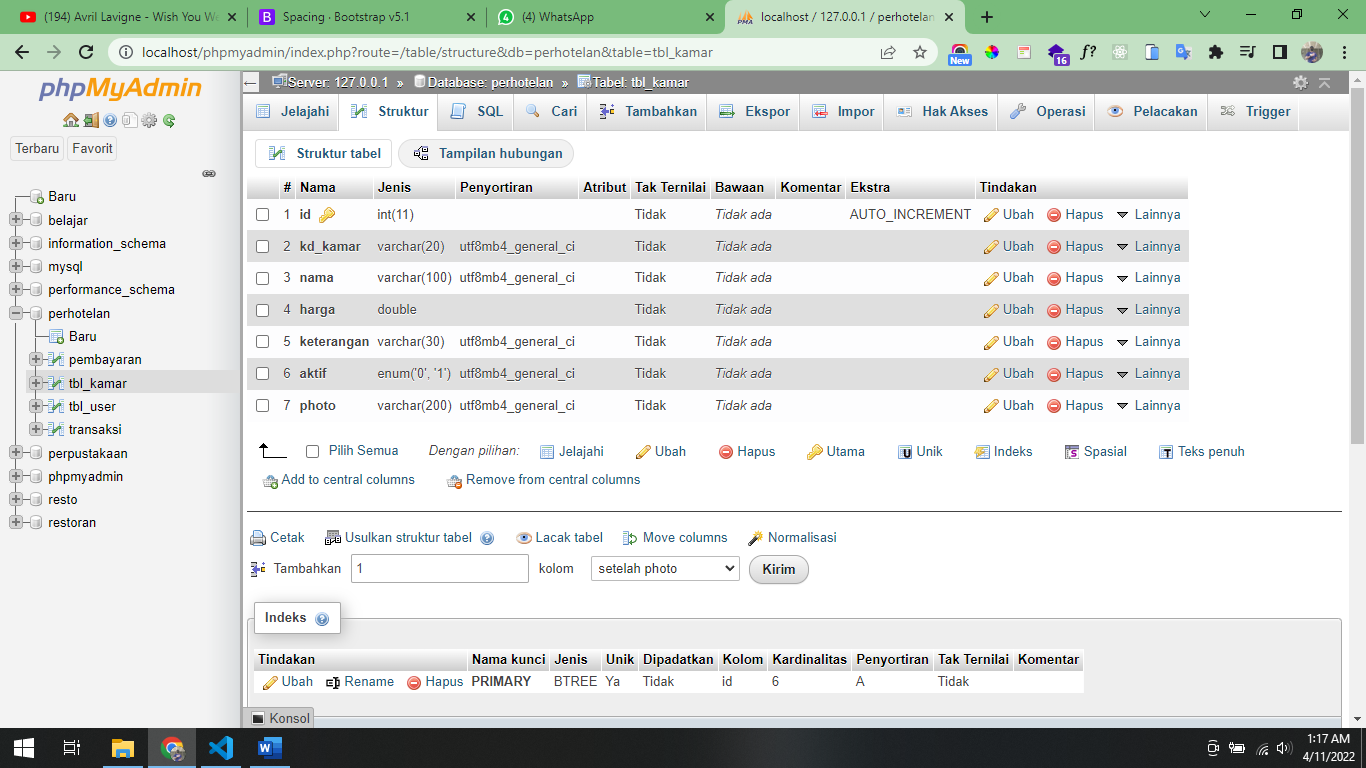 (194) Avril Lavigne - Wish You We
Spacing · Bootstrap v5.1
(4) WhatsApp
localhost / 127.0.0.1 / perhotelan
localhost/phpmyadmin/index.php?route=/table/structure&db=perhotelan&table=tbl_kamar
New
16
f?
phpMyAdmin
Terbaru Favorit
Baru
belajar
information_schema
mysql
performance_schema
perhotelan
Baru
pembayaran
tbl_kamar
tbl_user
transaksi
perpustakaan
phpmyadmin
resto
restoran
Server: 127.0.0.1 » Database: perhotelan » Tabel: tbl_kamar
Jelajahi Struktur SQL Cari Tambahkan Ekspor Impor Hak Akses Operasi Pelacakan Trigger
Struktur tabel Tampilan hubungan
# Nama Jenis Penyortiran Atribut Tak Ternilai Bawaan Komentar Ekstra Tindakan
1 id int(11) Tidak Tidak ada AUTO_INCREMENT Ubah Hapus Lainnya
2 kd_kamar varchar(20) utf8mb4_general_ci Tidak Tidak ada Ubah Hapus Lainnya
3 nama varchar(100) utf8mb4_general_ci Tidak Tidak ada Ubah Hapus Lainnya
4 harga double Tidak Tidak ada Ubah Hapus Lainnya
5 keterangan varchar(30) utf8mb4_general_ci Tidak Tidak ada Ubah Hapus Lainnya
6 aktif enum('0', '1') utf8mb4_general_ci Tidak Tidak ada Ubah Hapus Lainnya
7 photo varchar(200) utf8mb4_general_ci Tidak Tidak ada Ubah Hapus Lainnya
Pilih Semua Dengan pilihan: Jelajahi Ubah Hapus Utama Unik Indeks Spasial Teks penuh
Add to central columns Remove from central columns
Cetak Usulkan struktur tabel Lacak tabel Move columns Normalisasi
Tambahkan 1 kolom setelah photo Kirim
Indeks
Tindakan Nama kunci Jenis Unik Dipadatkan Kolom Kardinalitas Penyortiran Tak Ternilai Komentar
Ubah Rename Hapus PRIMARY BTREE Ya Tidak id 6 A Tidak
Konsol
1:17 AM
4/11/2022